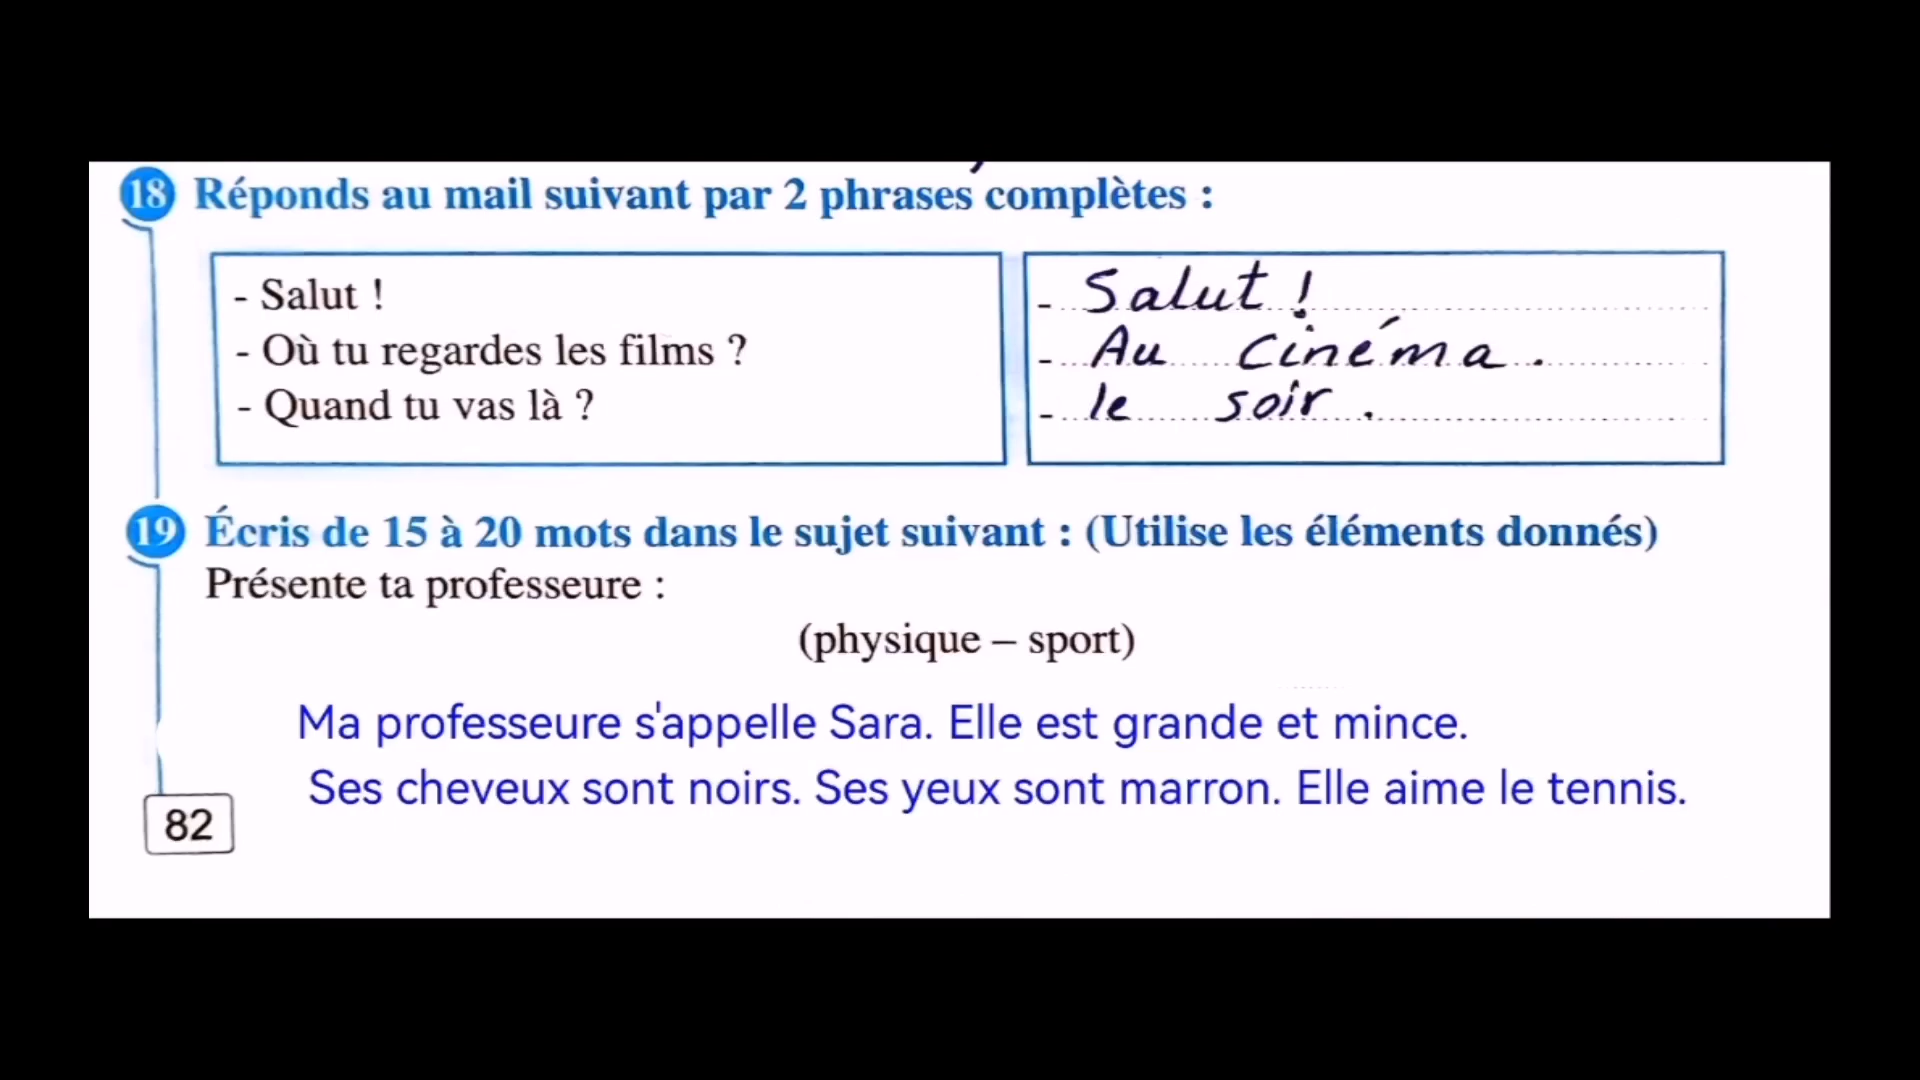 18 Réponds au mail suivant par 2 phrases complètes :
- Salut !
- Où tu regardes les films ?
- Quand tu vas là ?
- Salut !
- Au cinéma.
- le soir.
19 Écris de 15 à 20 mots dans le sujet suivant : (Utilise les éléments donnés)
Présente ta professeure :
(physique – sport)
Ma professeure s'appelle Sara. Elle est grande et mince.
Ses cheveux sont noirs. Ses yeux sont marron. Elle aime le tennis.
82